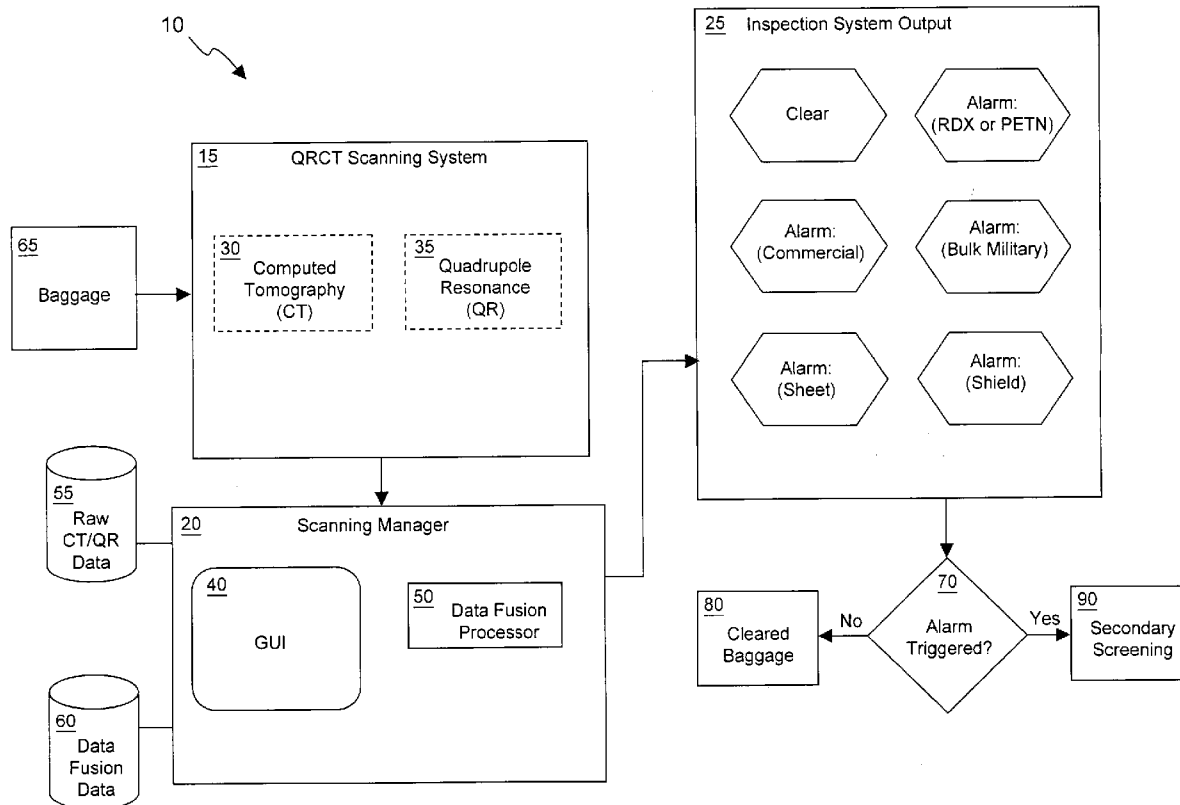 10
25 Inspection System Output
Clear
Alarm:
(RDX or PETN)
Alarm:
(Commercial)
Alarm:
(Bulk Military)
Alarm:
(Sheet)
Alarm:
(Shield)
15 QRCT Scanning System
30
Computed
Tomography
(CT)
35
Quadrupole
Resonance
(QR)
65
Baggage
55
Raw
CT/QR
Data
60
Data
Fusion
Data
20 Scanning Manager
40
GUI
50
Data Fusion
Processor
70
Alarm
Triggered?
No
Yes
80
Cleared
Baggage
90
Secondary
Screening